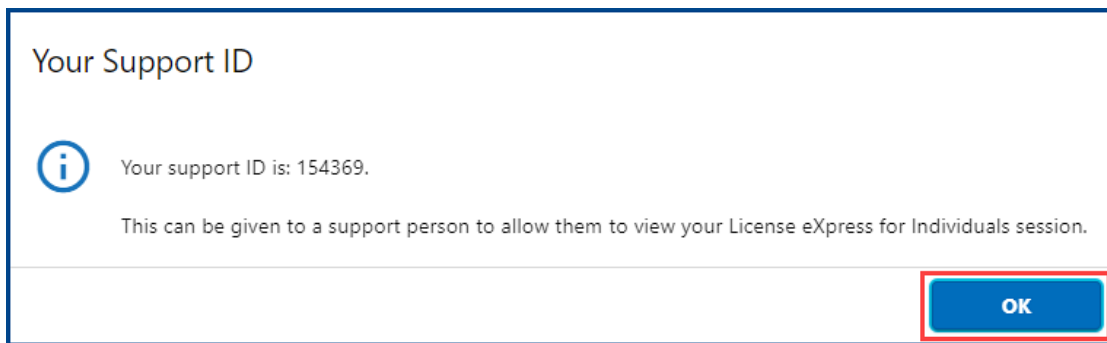 Your Support ID
Your support ID is: 154369.
This can be given to a support person to allow them to view your License eXpress for Individuals session.
OK